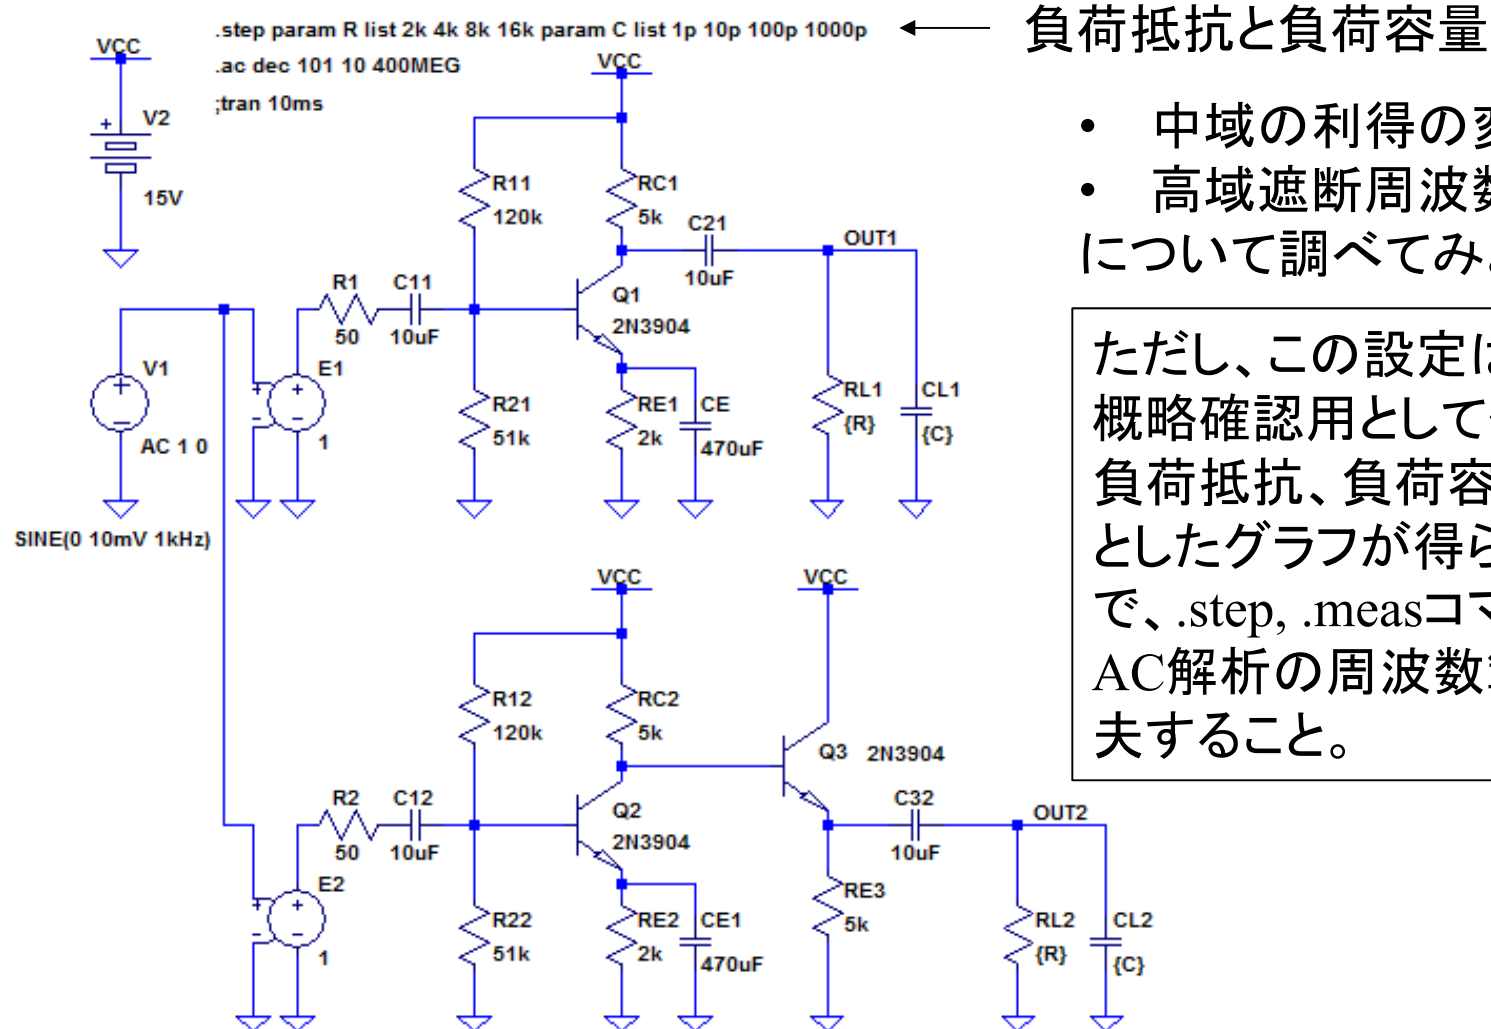 .step param R list 2k 4k 8k 16k param C list 1p 10p 100p 1000p
.ac dec 101 10 400MEG
;tran 10ms
負荷抵抗と負荷容量
• 中域の利得の
• 高域遮断周波数
について調べてみ
ただし、この設定は
概略確認用として
負荷抵抗、負荷容
としたグラフが得ら
で、.step, .measコマ
AC解析の周波数
夫すること。
VCC
V2
15V
VCC
R11
120k
RC1
5k
C21
10uF
OUT1
R1
50
C11
10uF
Q1
2N3904
V1
AC 1 0
SINE(0 10mV 1kHz)
E1
1
R21
51k
RE1
2k
CE
470uF
RL1
{R}
CL1
{C}
VCC
VCC
R12
120k
RC2
5k
Q3
2N3904
R2
50
C12
10uF
Q2
2N3904
C32
10uF
OUT2
E2
1
R22
51k
RE2
2k
CE1
470uF
RE3
5k
RL2
{R}
CL2
{C}